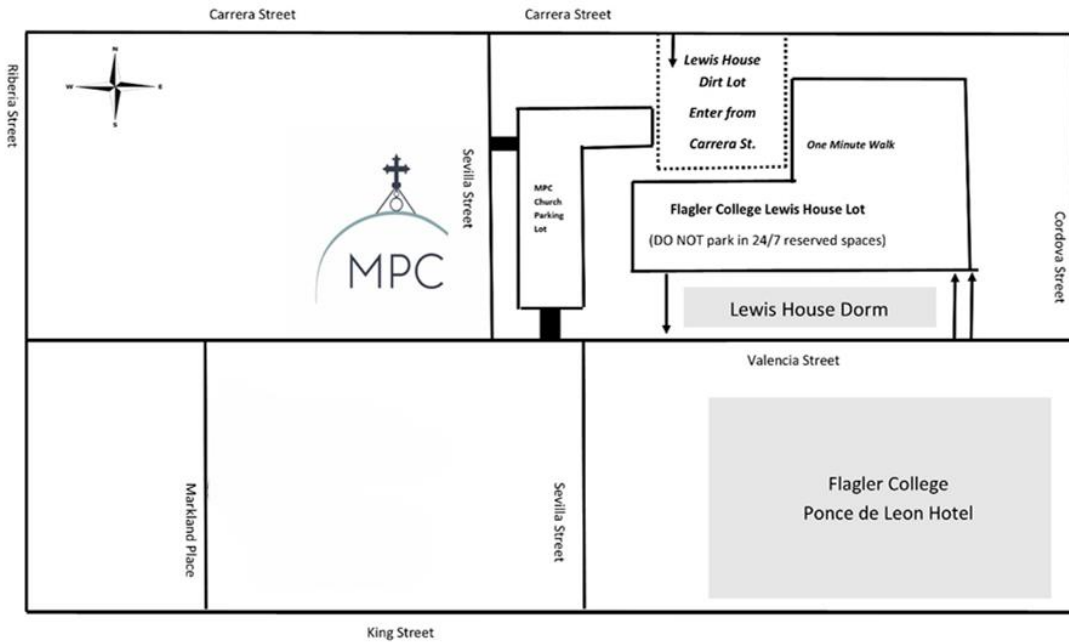 Carrera Street
Carrera Street
N
W
E
S
Riberia Street
Lewis House
Dirt Lot
Enter from
Carrera St.
One Minute Walk
Sevilla Street
MPC
Church
Parking
Lot
Flagler College Lewis House Lot
(DO NOT park in 24/7 reserved spaces)
Cordova Street
MPC
Lewis House Dorm
Valencia Street
Markland Place
Sevilla Street
Flagler College
Ponce de Leon Hotel
King Street